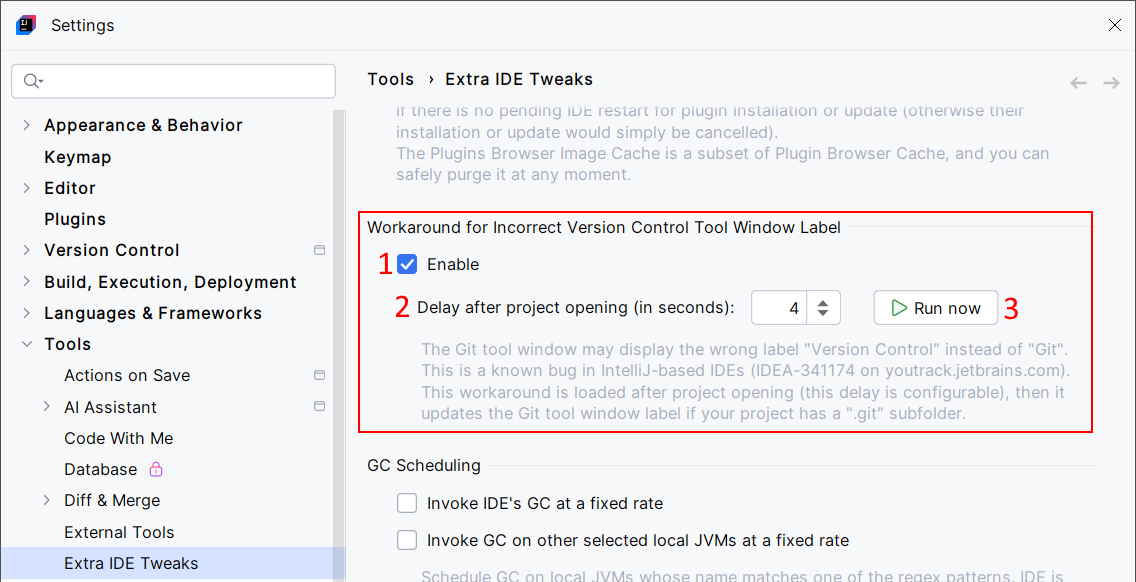 Settings
Tools › Extra IDE Tweaks
Appearance & Behavior
Keymap
Editor
Plugins
Version Control
Build, Execution, Deployment
Languages & Frameworks
Tools
Actions on Save
AI Assistant
Code With Me
Database
Diff & Merge
External Tools
Extra IDE Tweaks
if there is no pending IDE restart for plugin installation or update (otherwise their
installation or update would simply be cancelled).
The Plugins Browser Image Cache is a subset of Plugin Browser Cache, and you can
safely purge it at any moment.
Workaround for Incorrect Version Control Tool Window Label
1 Enable
2 Delay after project opening (in seconds): 4 Run now 3
The Git tool window may display the wrong label "Version Control" instead of "Git".
This is a known bug in IntelliJ-based IDEs (IDEA-341174 on youtrack.jetbrains.com).
This workaround is loaded after project opening (this delay is configurable), then it
updates the Git tool window label if your project has a ".git" subfolder.
GC Scheduling
Invoke IDE's GC at a fixed rate
Invoke GC on other selected local JVMs at a fixed rate
Schedule GC on local JVMs whose name matches one of the regex patterns. IDE is